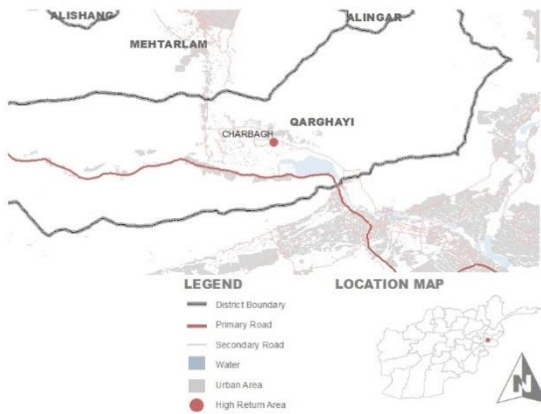 ALISHANG
ALINGAR
MEHTARLAM
QARGHAYI
CHARBAGH
LEGEND
District Boundary
Primary Road
Secondary Road
Water
Urban Area
High Return Area
LOCATION MAP
N